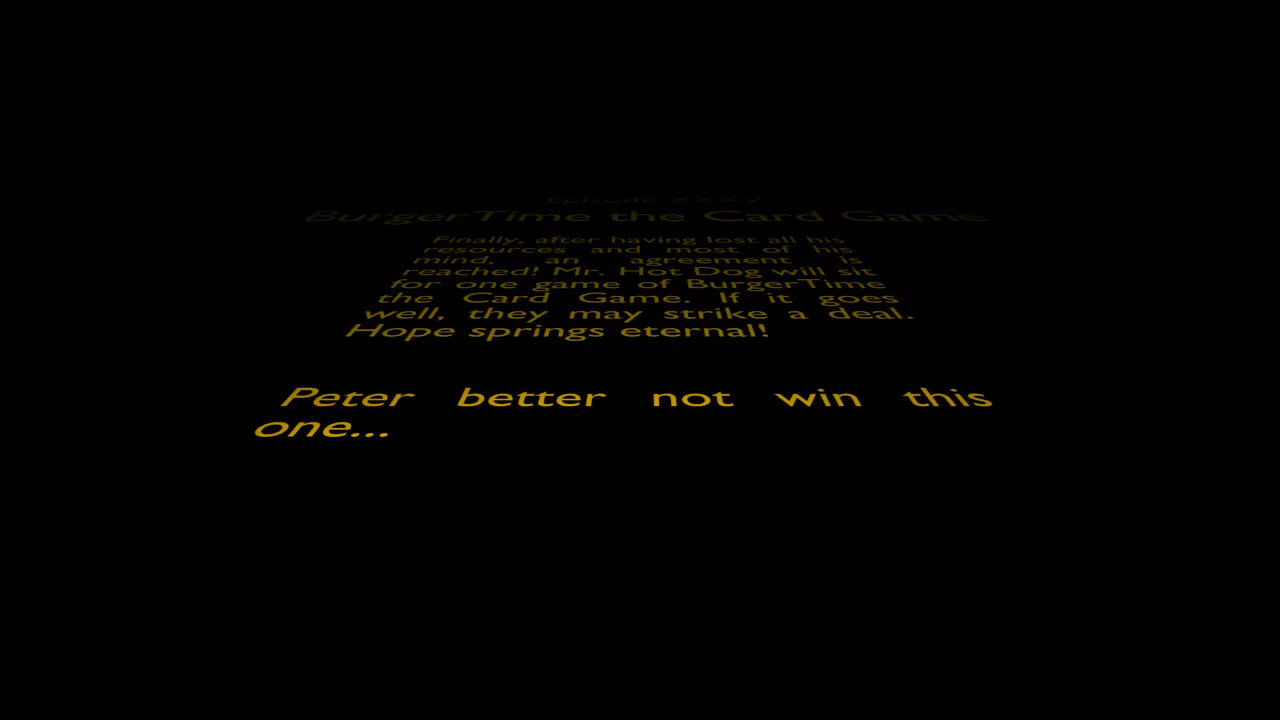 Episode XXXV
BurgerTime the Card Game
Finally, after having lost all his
resources and most of his
mind, an agreement is
reached! Mr. Hot Dog will sit
for one game of BurgerTime
the Card Game. If it goes
well, they may strike a deal.
Hope springs eternal!
Peter better not win this
one...